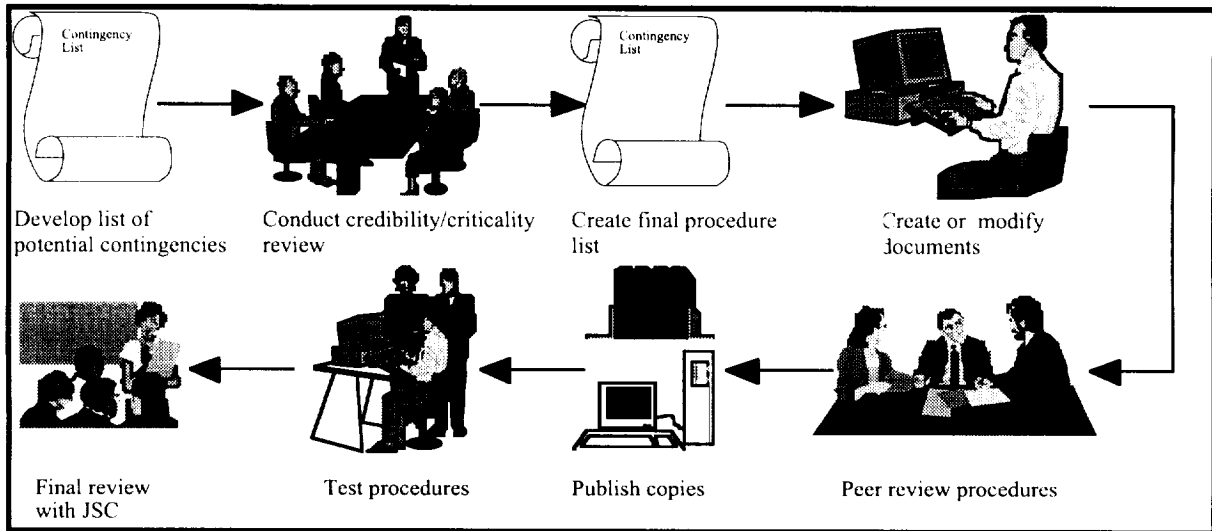 Contingency
List
Contingency
List
Develop list of
potential contingencies
Conduct credibility/criticality
review
Create final procedure
list
Create or modify
documents
Final review
with JSC
Test procedures
Publish copies
Peer review procedures